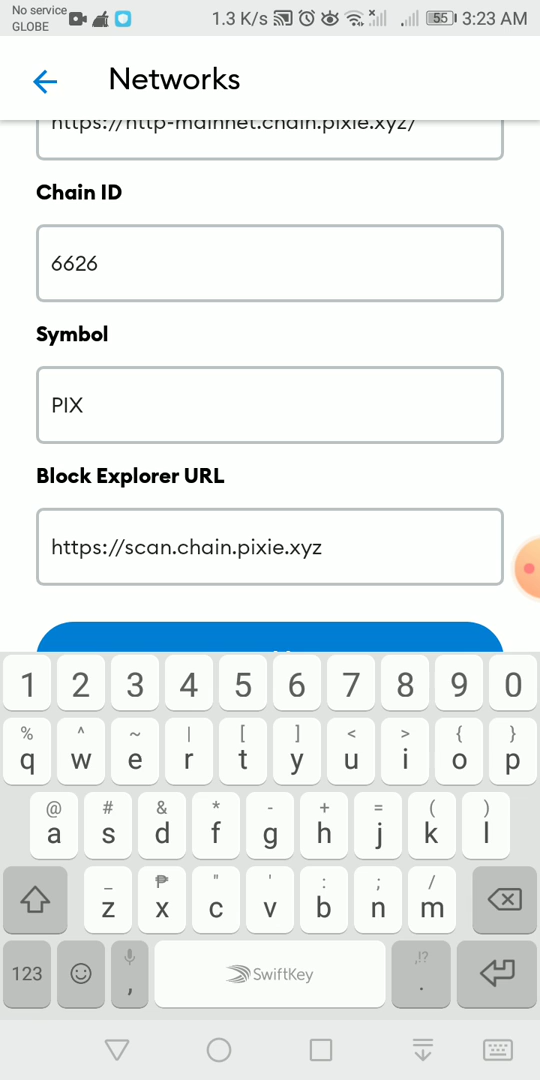 No service
GLOBE
1.3 K/s
55
3:23 AM
Networks
https://http-mainnet.chain.pixie.xyz/
Chain ID
6626
Symbol
PIX
Block Explorer URL
https://scan.chain.pixie.xyz
1 2 3 4 5 6 7 8 9 0
% ^ ~ | [ ] < > { }
q w e r t y u i o p
@ # & * - + = ( )
a s d f g h j k l
_ ₱ " ' : ; /
z x c v b n m
,!?
123 , SwiftKey .